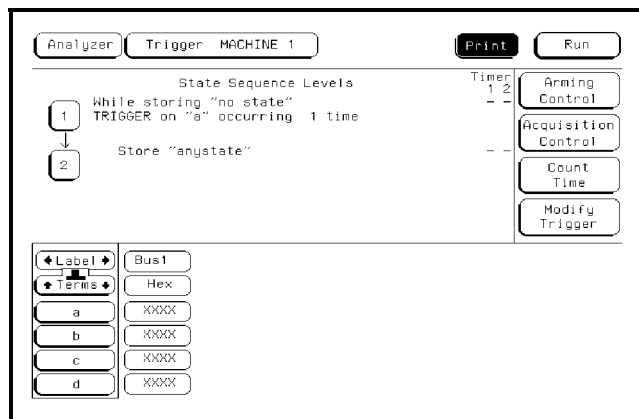 Analyzer Trigger MACHINE 1 Print Run
State Sequence Levels
Timer
1 2
While storing "no state"
1 TRIGGER on "a" occurring 1 time
- -
2 Store "anystate" - -
Arming
Control
Acquisition
Control
Count
Time
Modify
Trigger
Label Bus1
Terms Hex
a XXXX
b XXXX
c XXXX
d XXXX